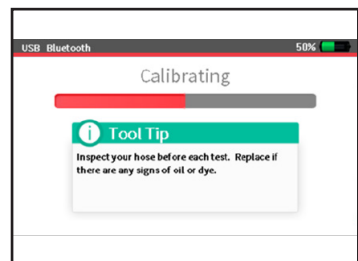 USB Bluetooth 50%
Calibrating
i Tool Tip
Inspect your hose before each test. Replace if
there are any signs of oil or dye.